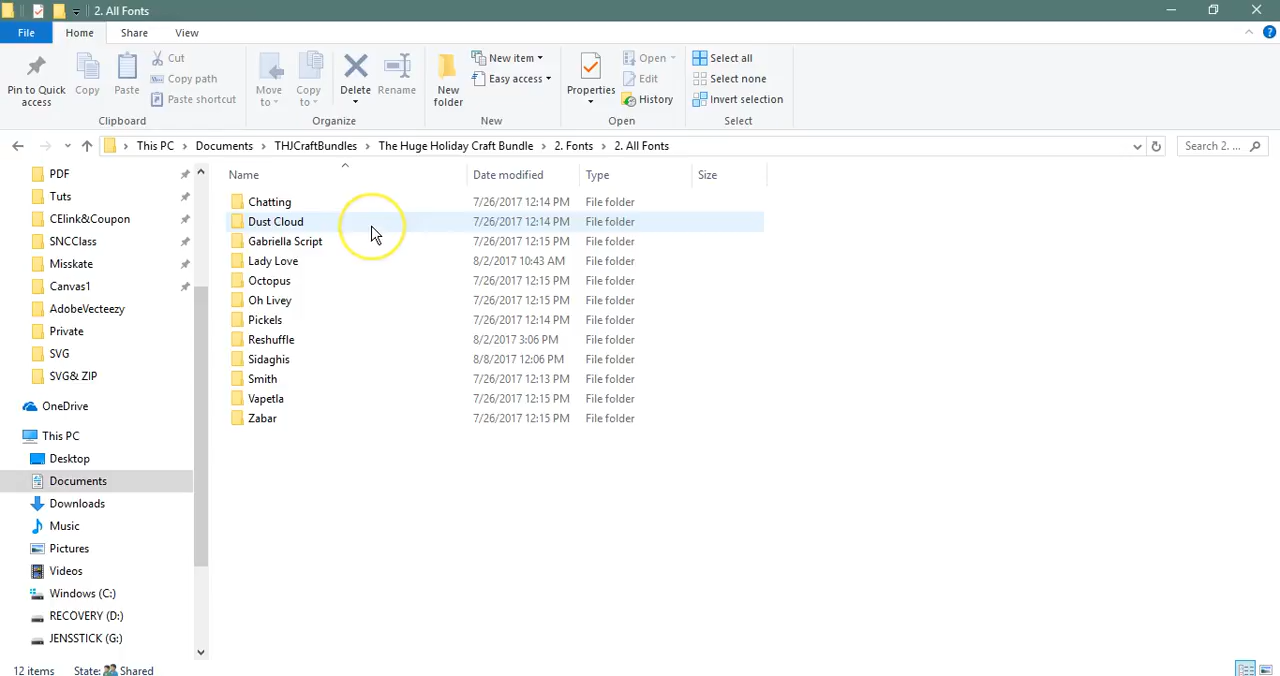 2. All Fonts
File Home Share View
Pin to Quick access
Copy
Paste
Cut
Copy path
Paste shortcut
Clipboard
Move to
Copy to
Delete
Rename
Organize
New folder
New item
Easy access
New
Properties
Open
Edit
History
Open
Select all
Select none
Invert selection
Select
This PC > Documents > THJCraftBundles > The Huge Holiday Craft Bundle > 2. Fonts > 2. All Fonts
Search 2. ...
PDF
Tuts
CElink&Coupon
SNCClass
Misskate
Canvas1
AdobeVecteezy
Private
SVG
SVG& ZIP
OneDrive
This PC
Desktop
Documents
Downloads
Music
Pictures
Videos
Windows (C:)
RECOVERY (D:)
JENSSTICK (G:)
Name Date modified Type Size
Chatting 7/26/2017 12:14 PM File folder
Dust Cloud 7/26/2017 12:14 PM File folder
Gabriella Script 7/26/2017 12:15 PM File folder
Lady Love 8/2/2017 10:43 AM File folder
Octopus 7/26/2017 12:15 PM File folder
Oh Livey 7/26/2017 12:15 PM File folder
Pickels 7/26/2017 12:14 PM File folder
Reshuffle 8/2/2017 3:06 PM File folder
Sidaghis 8/8/2017 12:06 PM File folder
Smith 7/26/2017 12:13 PM File folder
Vapetla 7/26/2017 12:15 PM File folder
Zabar 7/26/2017 12:15 PM File folder
12 items State: Shared